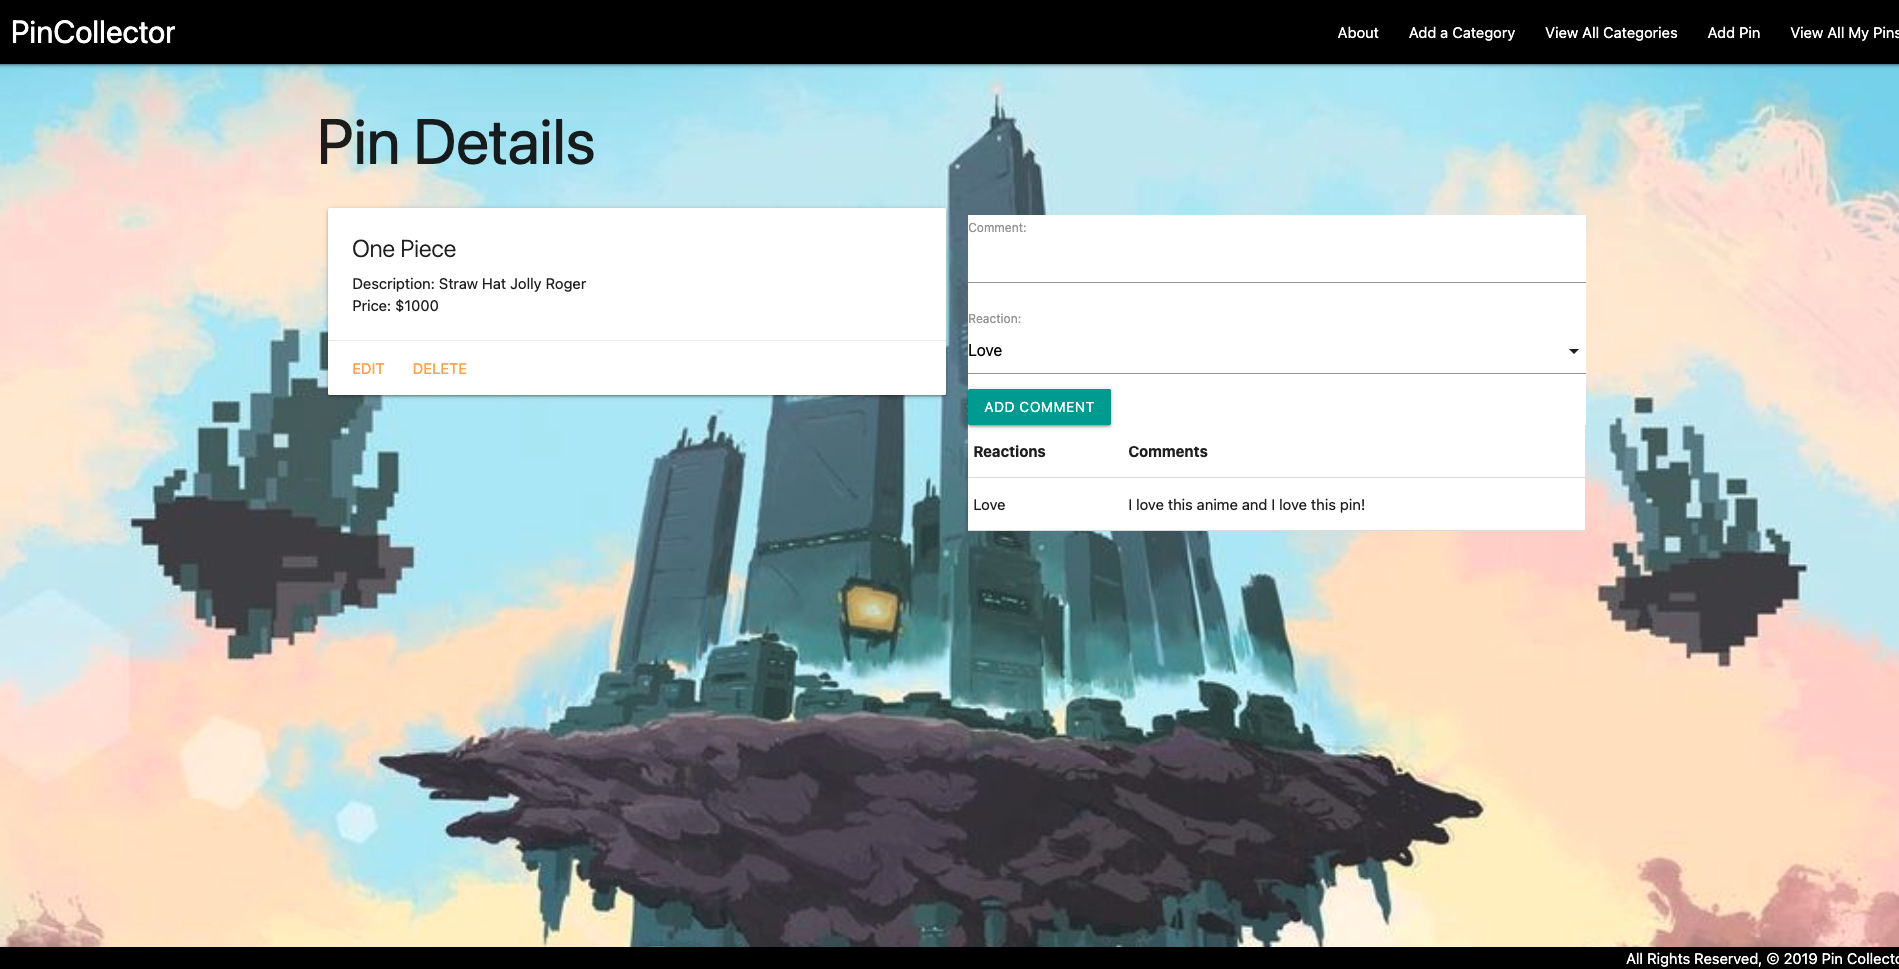 PinCollector
About Add a Category View All Categories Add Pin View All My Pins
Pin Details
One Piece
Description: Straw Hat Jolly Roger
Price: $1000
EDIT DELETE
Comment:
Reaction:
Love
ADD COMMENT
Reactions Comments
Love I love this anime and I love this pin!
All Rights Reserved, © 2019 Pin Collecto